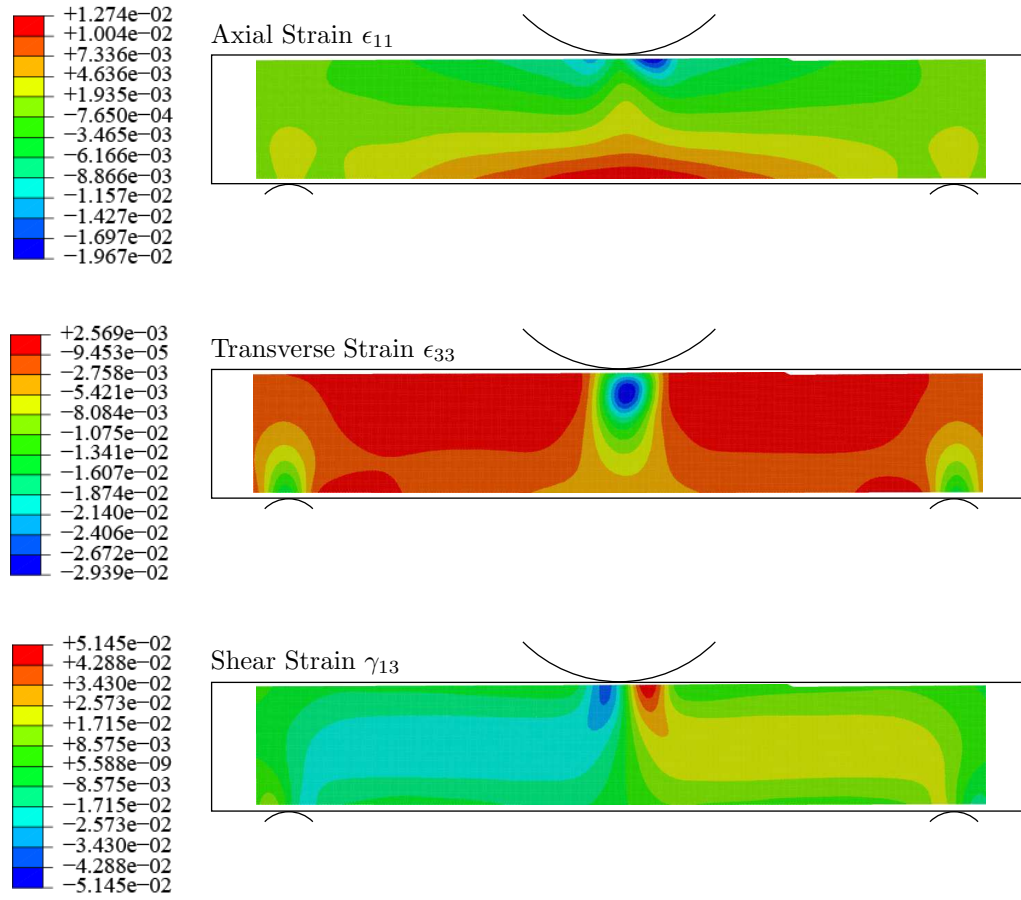 Axial Strain ϵ₁₁
+1.274e−02
+1.004e−02
+7.336e−03
+4.636e−03
+1.935e−03
−7.650e−04
−3.465e−03
−6.166e−03
−8.866e−03
−1.157e−02
−1.427e−02
−1.697e−02
−1.967e−02
Transverse Strain ϵ₃₃
+2.569e−03
−9.453e−05
−2.758e−03
−5.421e−03
−8.084e−03
−1.075e−02
−1.341e−02
−1.607e−02
−1.874e−02
−2.140e−02
−2.406e−02
−2.672e−02
−2.939e−02
Shear Strain γ₁₃
+5.145e−02
+4.288e−02
+3.430e−02
+2.573e−02
+1.715e−02
+8.575e−03
+5.588e−09
−8.575e−03
−1.715e−02
−2.573e−02
−3.430e−02
−4.288e−02
−5.145e−02